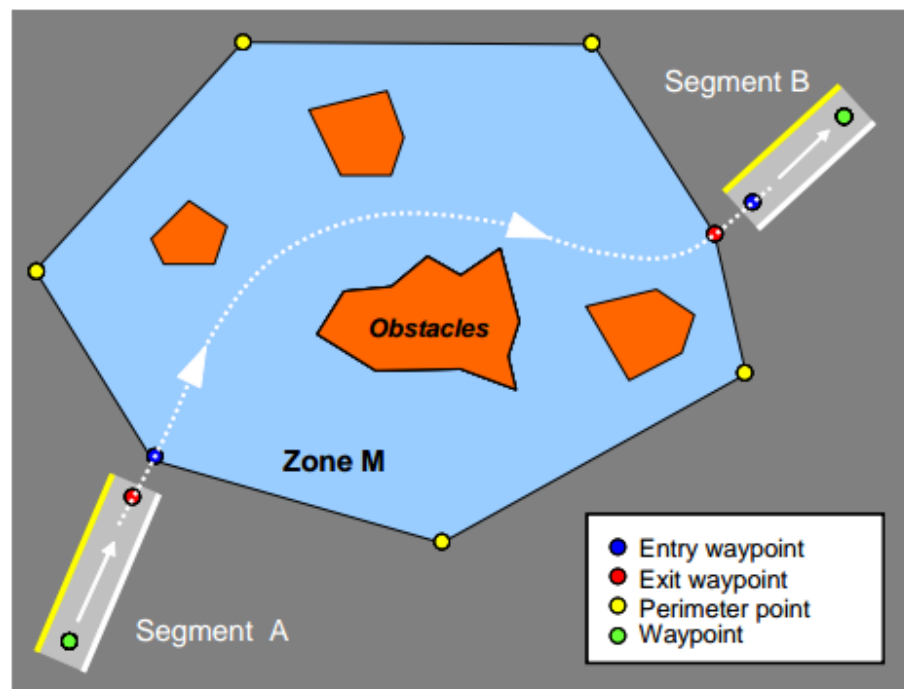 Segment B
Obstacles
Zone M
Segment A
Entry waypoint
Exit waypoint
Perimeter point
Waypoint